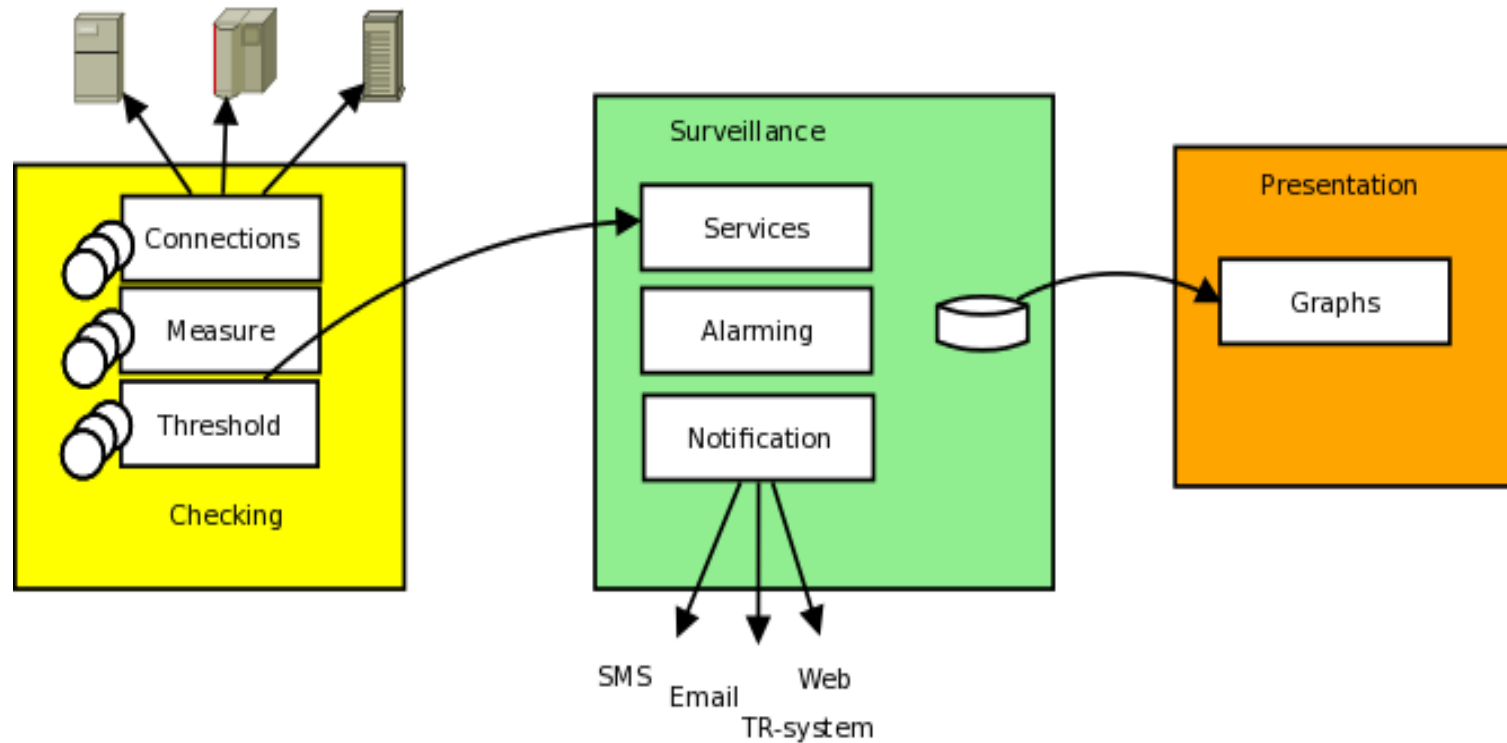 Surveillance
Presentation
Connections
Services
Measure
Alarming
Graphs
Threshold
Notification
Checking
SMS
Email
Web
TR-system